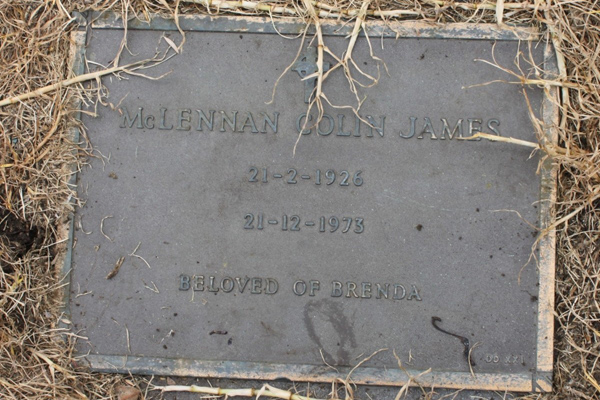 McLENNAN COLIN JAMES
21-2-1926
21-12-1973
BELOVED OF BRENDA